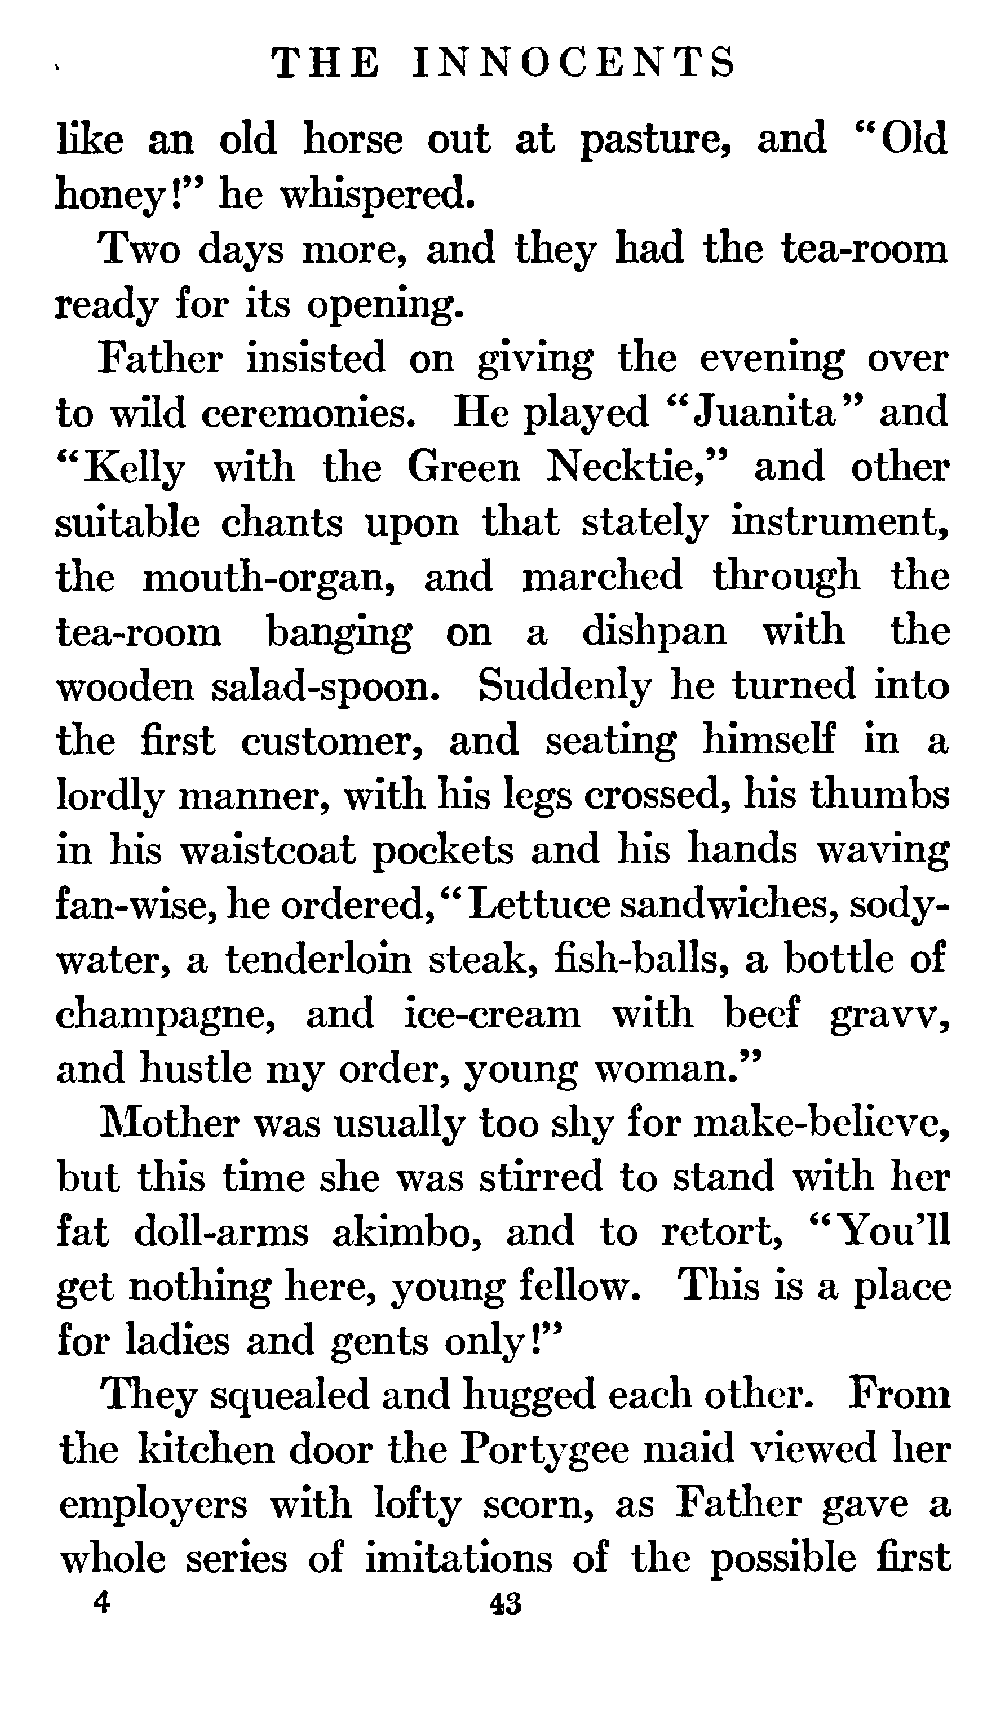 THE INNOCENTS
like an old horse out at pasture, and “Old
honey!” he whispered.
Two days more, and they had the tea-room
ready for its opening.
Father insisted on giving the evening over
to wild ceremonies. He played “Juanita” and
“Kelly with the Green Necktie,” and other
suitable chants upon that stately instrument,
the mouth-organ, and marched through the
tea-room banging on a dishpan with the
wooden salad-spoon. Suddenly he turned into
the first customer, and seating himself in a
lordly manner, with his legs crossed, his thumbs
in his waistcoat pockets and his hands waving
fan-wise, he ordered, “Lettuce sandwiches, sody-
water, a tenderloin steak, fish-balls, a bottle of
champagne, and ice-cream with beef gravy,
and hustle my order, young woman.”
Mother was usually too shy for make-believe,
but this time she was stirred to stand with her
fat doll-arms akimbo, and to retort, “You’ll
get nothing here, young fellow. This is a place
for ladies and gents only!”
They squealed and hugged each other. From
the kitchen door the Portygee maid viewed her
employers with lofty scorn, as Father gave a
whole series of imitations of the possible first
4 43